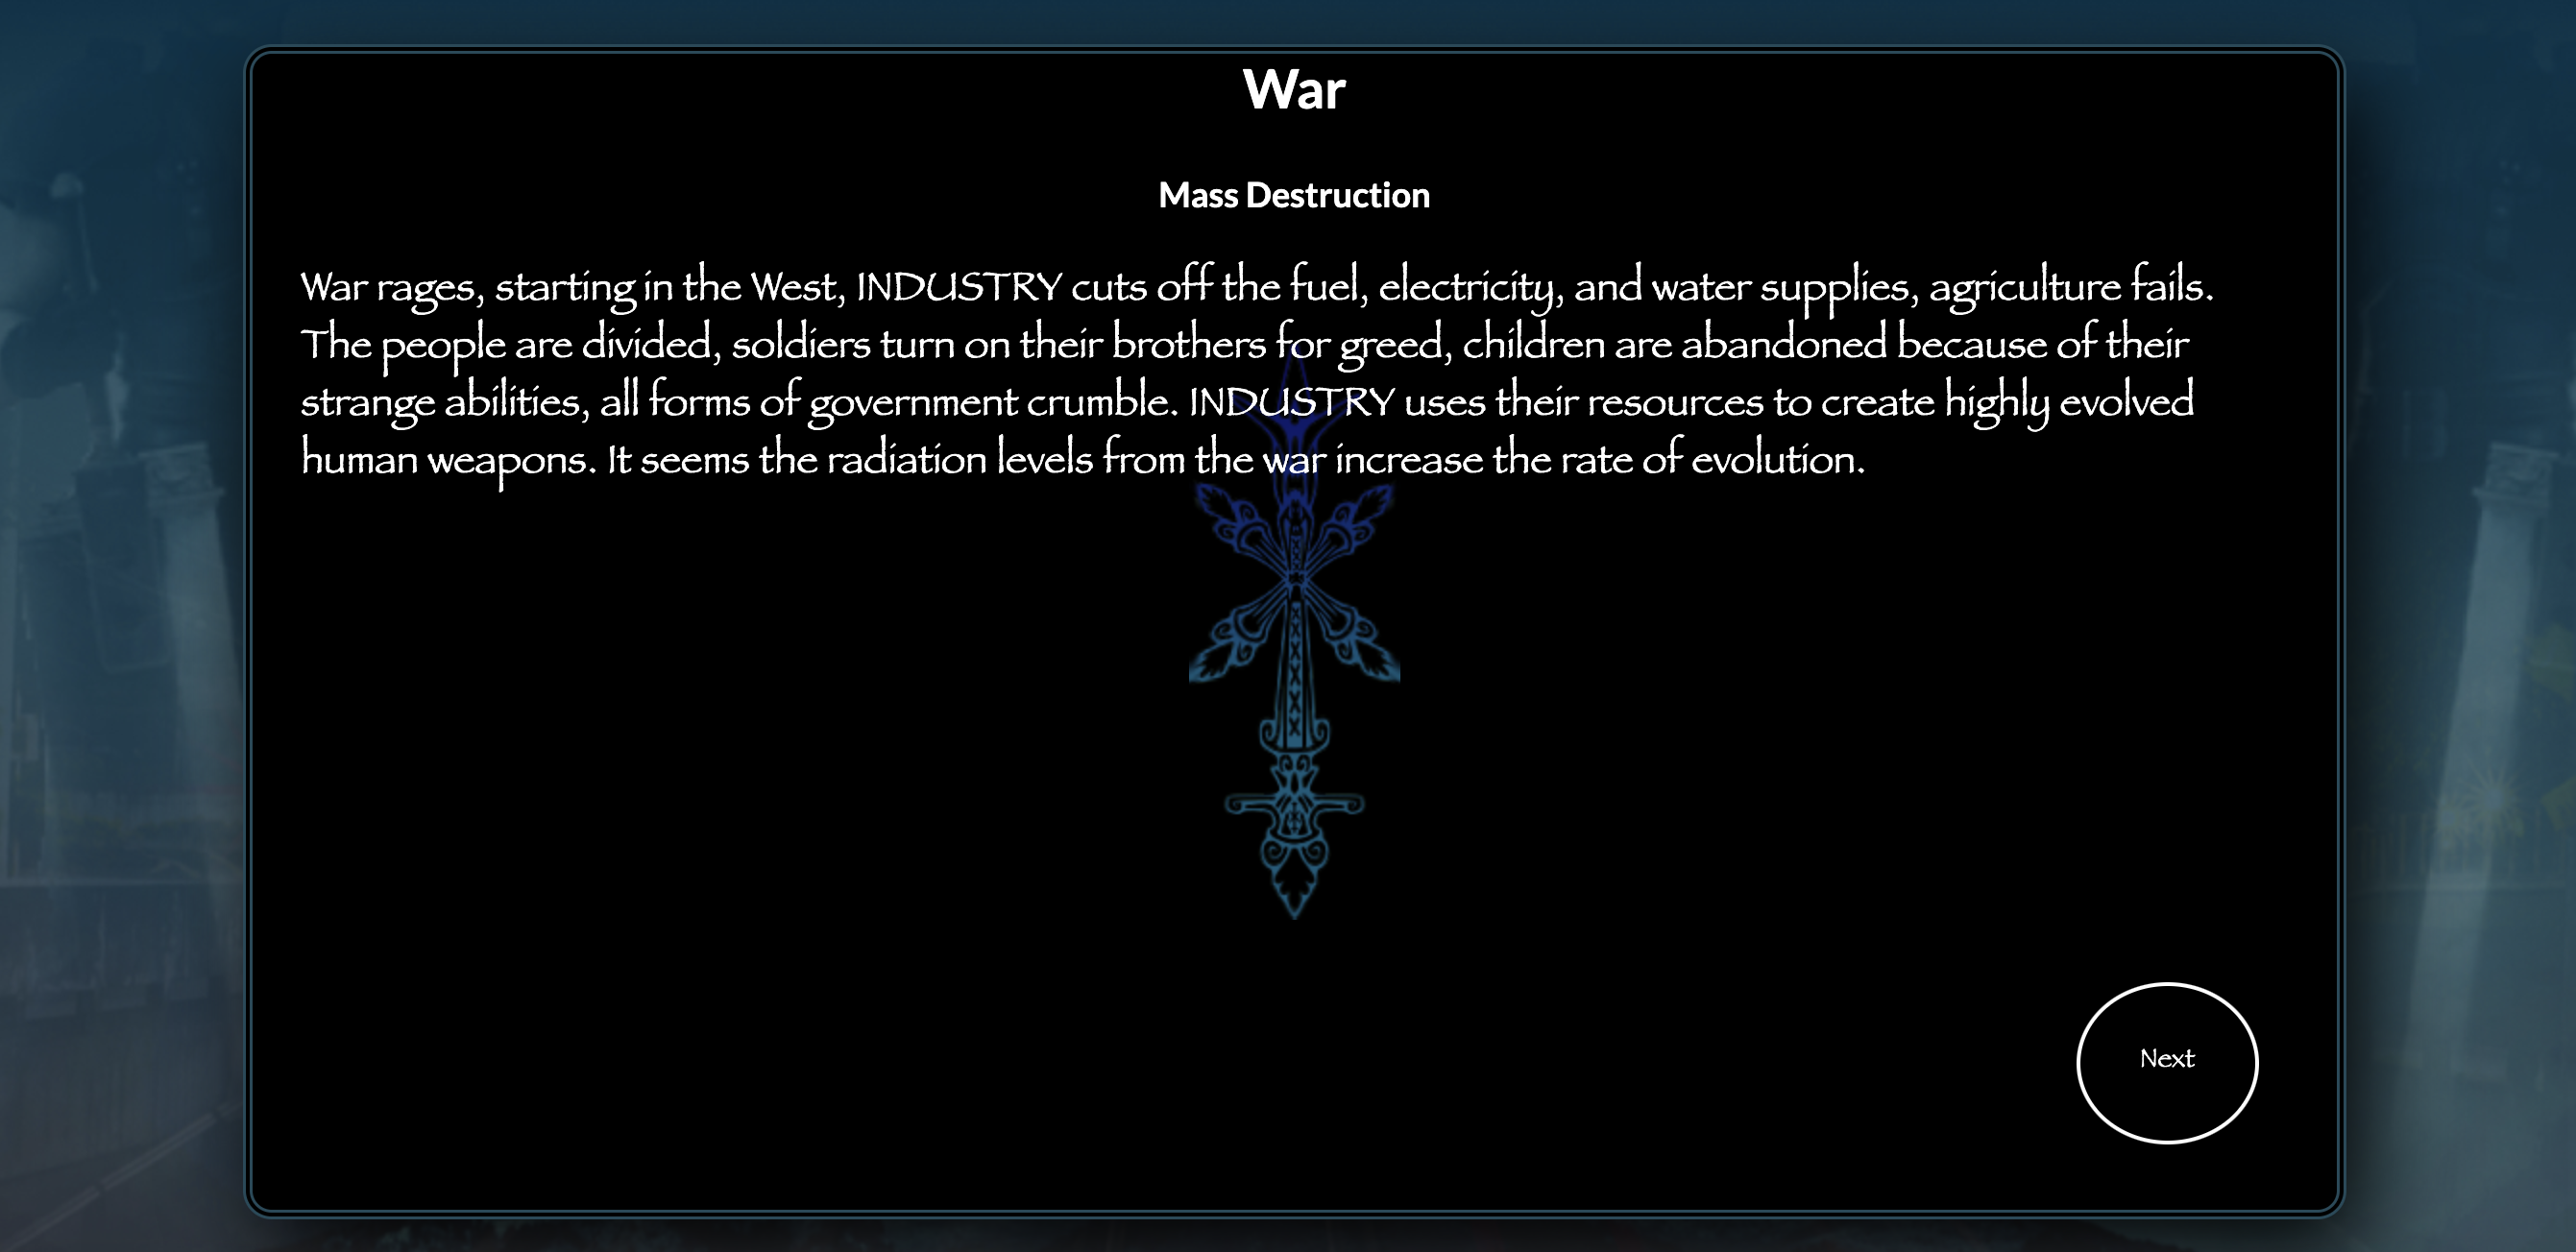 War
Mass Destruction
War rages, starting in the West, INDUSTRY cuts off the fuel, electricity, and water supplies, agriculture fails.
The people are divided, soldiers turn on their brothers for greed, children are abandoned because of their
strange abilities, all forms of government crumble. INDUSTRY uses their resources to create highly evolved
human weapons. It seems the radiation levels from the war increase the rate of evolution.
Next